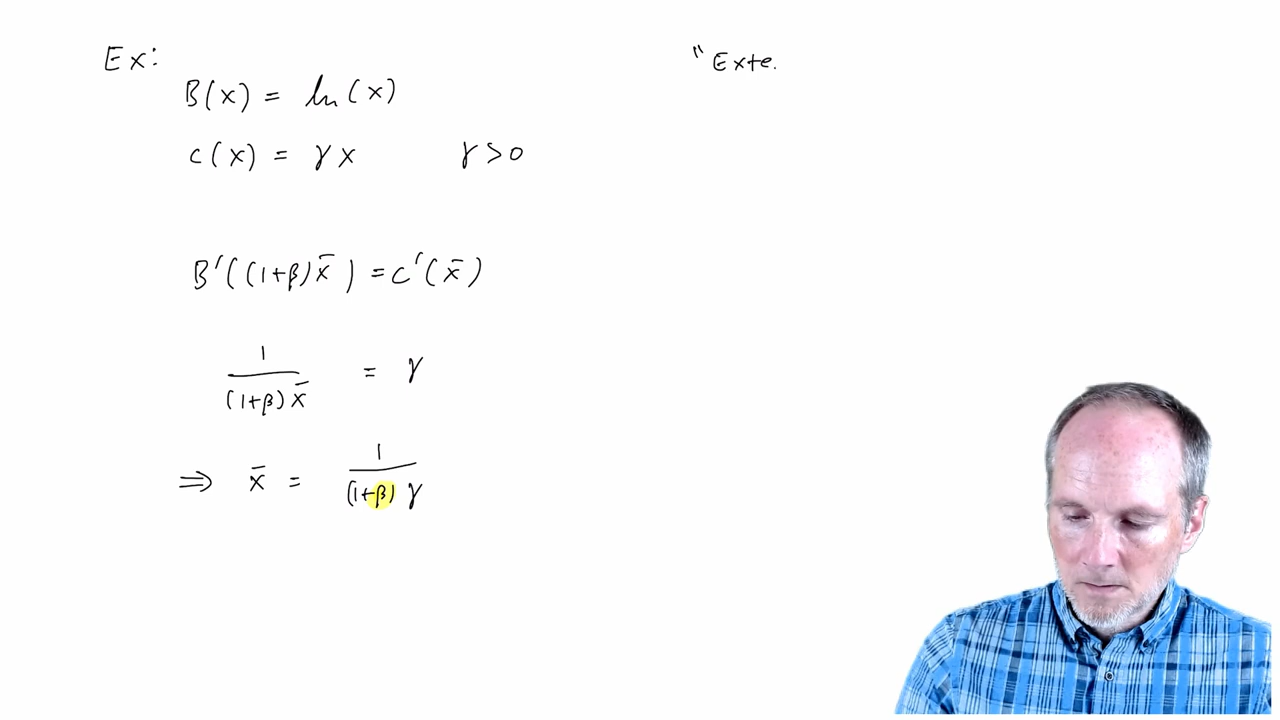 Ex:
B(x) = ln(x)
c(x) = γx γ>0
B'((1+β)x̄) = c'(x̄)
1/((1+β)x̄) = γ
⇒ x̄ = 1/((1+β)γ)
"Exte.